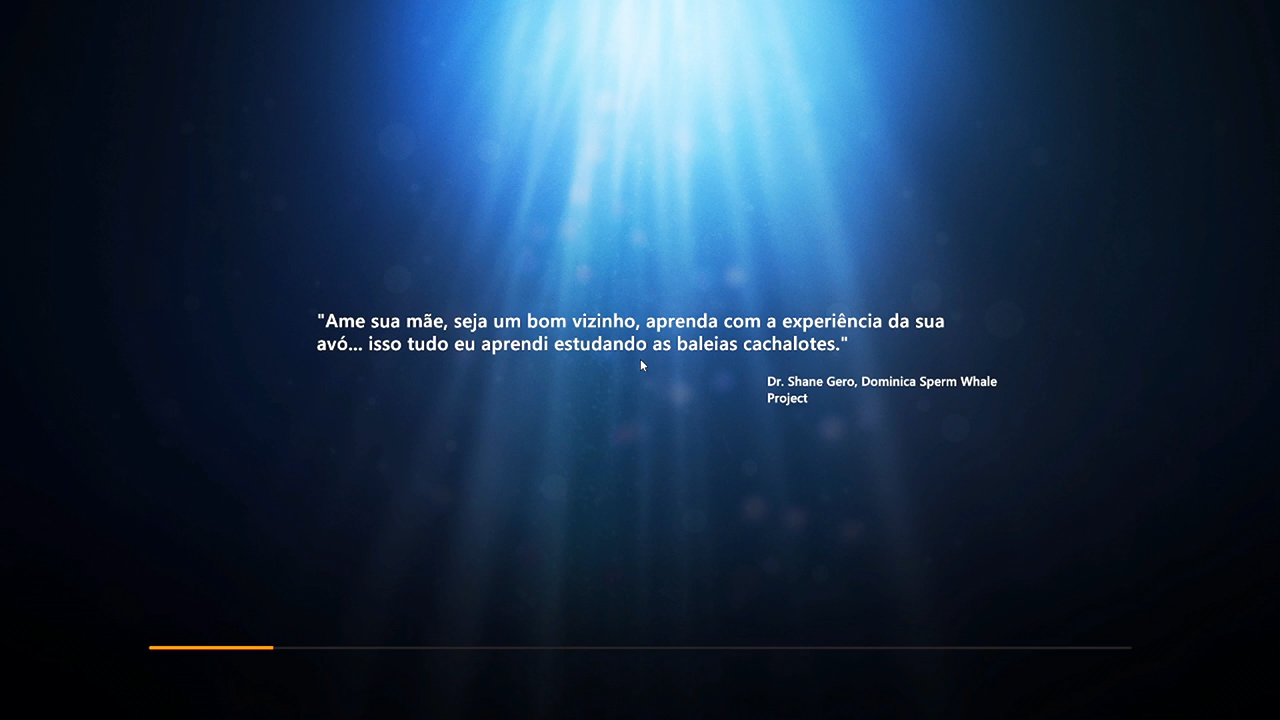 "Ame sua mãe, seja um bom vizinho, aprenda com a experiência da sua
avó... isso tudo eu aprendi estudando as baleias cachalotes."
Dr. Shane Gero, Dominica Sperm Whale
Project